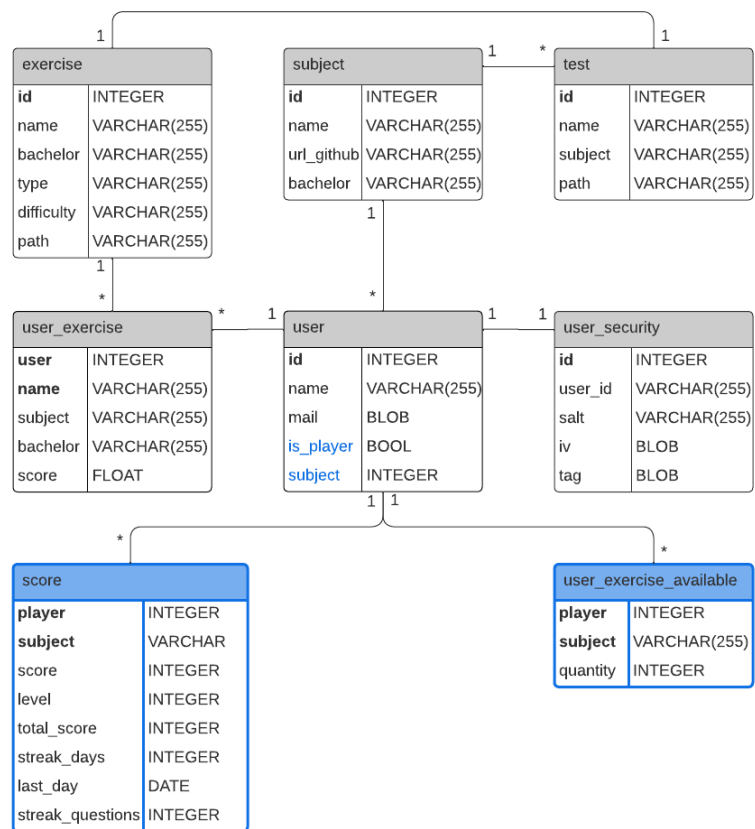 1 1
exercise
id INTEGER
name VARCHAR(255)
bachelor VARCHAR(255)
type VARCHAR(255)
difficulty VARCHAR(255)
path VARCHAR(255)
subject 1 * test
id INTEGER
name VARCHAR(255)
url_github VARCHAR(255)
bachelor VARCHAR(255)
id INTEGER
name VARCHAR(255)
subject VARCHAR(255)
path VARCHAR(255)
1
*
1
*
user_exercise * 1
user INTEGER
name VARCHAR(255)
subject VARCHAR(255)
bachelor VARCHAR(255)
score FLOAT
user 1 1
id INTEGER
name VARCHAR(255)
mail BLOB
is_player BOOL
subject INTEGER
user_security
id INTEGER
user_id VARCHAR(255)
salt VARCHAR(255)
iv BLOB
tag BLOB
1 1
* *
score
player INTEGER
subject VARCHAR
score INTEGER
level INTEGER
total_score INTEGER
streak_days INTEGER
last_day DATE
streak_questions INTEGER
user_exercise_available
player INTEGER
subject VARCHAR(255)
quantity INTEGER